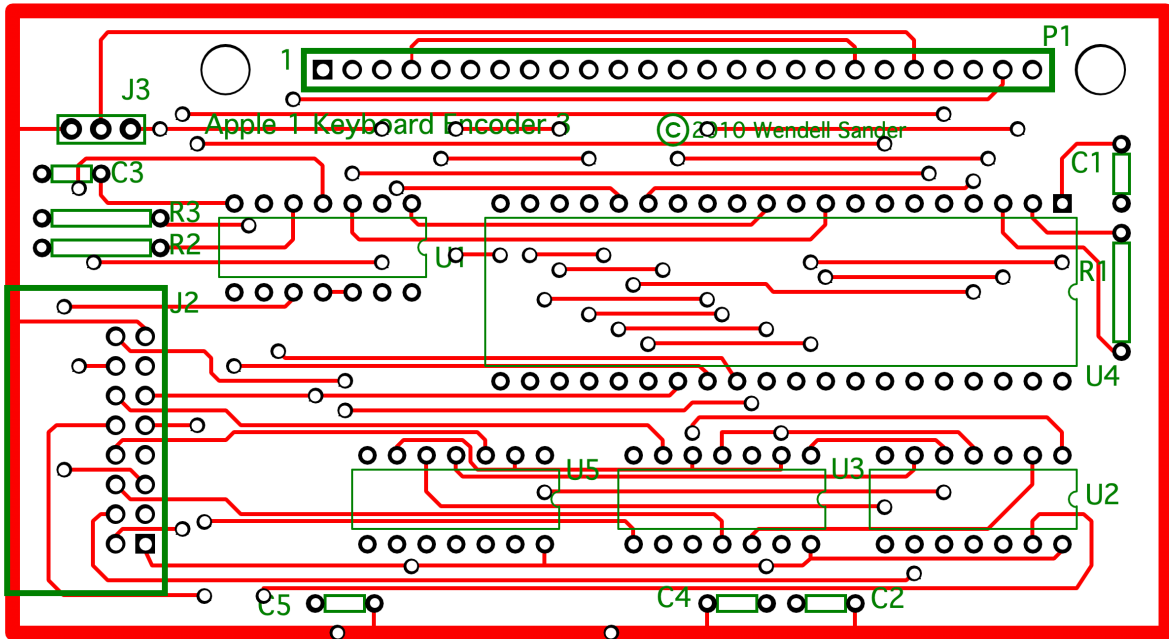 P1
1
J3
Apple 1 Keyboard Encoder 3
© 2010 Wendell Sander
C3
C1
R3
R2
U1
R1
J2
U4
U5
U3
U2
C5
C4
C2